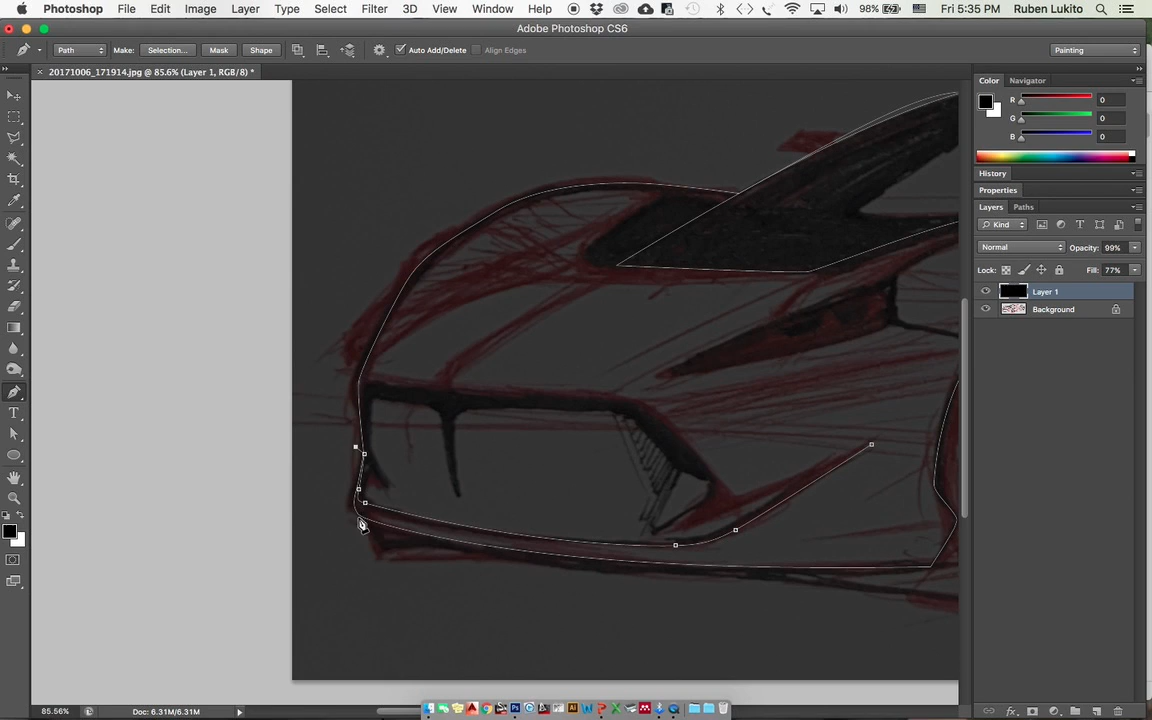 Photoshop File Edit Image Layer Type Select Filter 3D View Window Help 98% Fri 5:35 PM Ruben Lukito
Adobe Photoshop CS6
Path Make: Selection... Mask Shape Auto Add/Delete Align Edges Painting
20171006_171914.jpg @ 85.6% (Layer 1, RGB/8) *
Color Navigator
R 0
G 0
B 0
History
Properties
Layers Paths
Kind
Normal Opacity: 99%
Lock: Fill: 77%
Layer 1
Background
85.56% Doc: 6.31M/6.31M